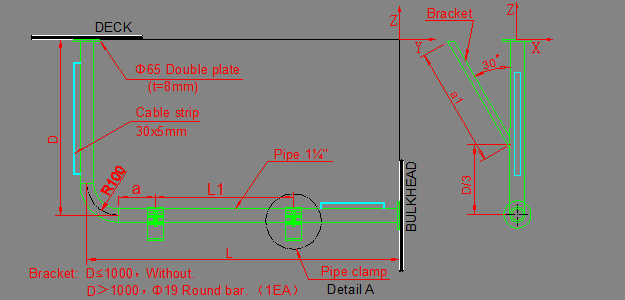 DECK
Z
Bracket
Z
Y
X
Φ65 Double plate
(t=8mm)
30°
a1
Cable strip
30x5mm
D
Pipe 1¼"
R100
a
L1
D/3
BULKHEAD
L
Pipe clamp
Bracket: D≤1000，Without.
D＞1000，Φ19 Round bar.（1EA）
Detail A